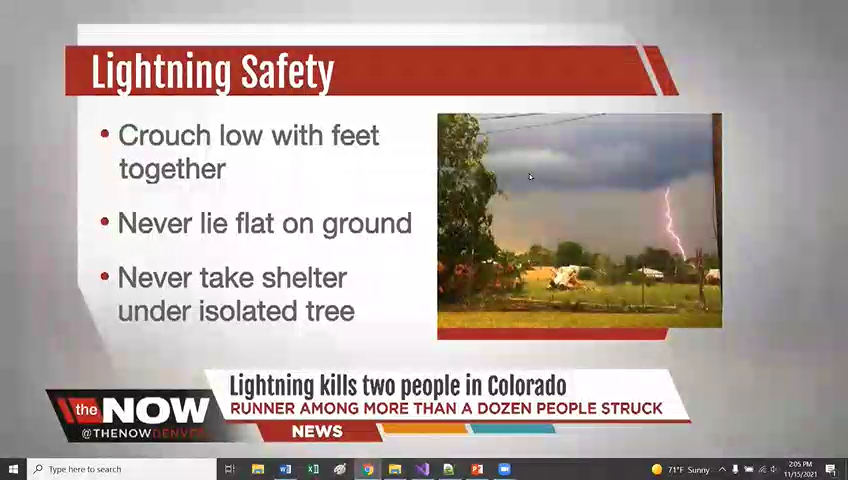 Lightning Safety
• Crouch low with feet
together
• Never lie flat on ground
• Never take shelter
under isolated tree
Lightning kills two people in Colorado
RUNNER AMONG MORE THAN A DOZEN PEOPLE STRUCK
the NOW
@THENOWDENVER
NEWS
Type here to search
71°F Sunny
2:05 PM
11/15/2021